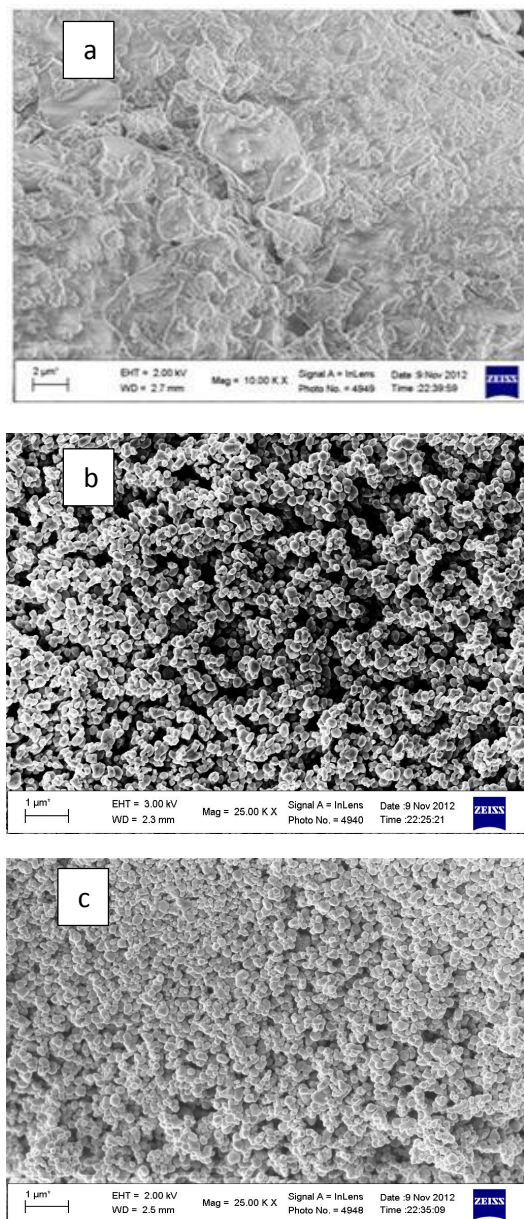 a
2 µm
EHT = 2.00 kV
WD = 2.7 mm
Mag = 10.00 K X
Signal A = InLens
Photo No. = 4949
Date :9 Nov 2012
Time :22:39:59
ZEISS
b
1 µm
EHT = 3.00 kV
WD = 2.3 mm
Mag = 25.00 K X
Signal A = InLens
Photo No. = 4940
Date :9 Nov 2012
Time :22:25:21
ZEISS
c
1 µm
EHT = 2.00 kV
WD = 2.5 mm
Mag = 25.00 K X
Signal A = InLens
Photo No. = 4948
Date :9 Nov 2012
Time :22:35:09
ZEISS